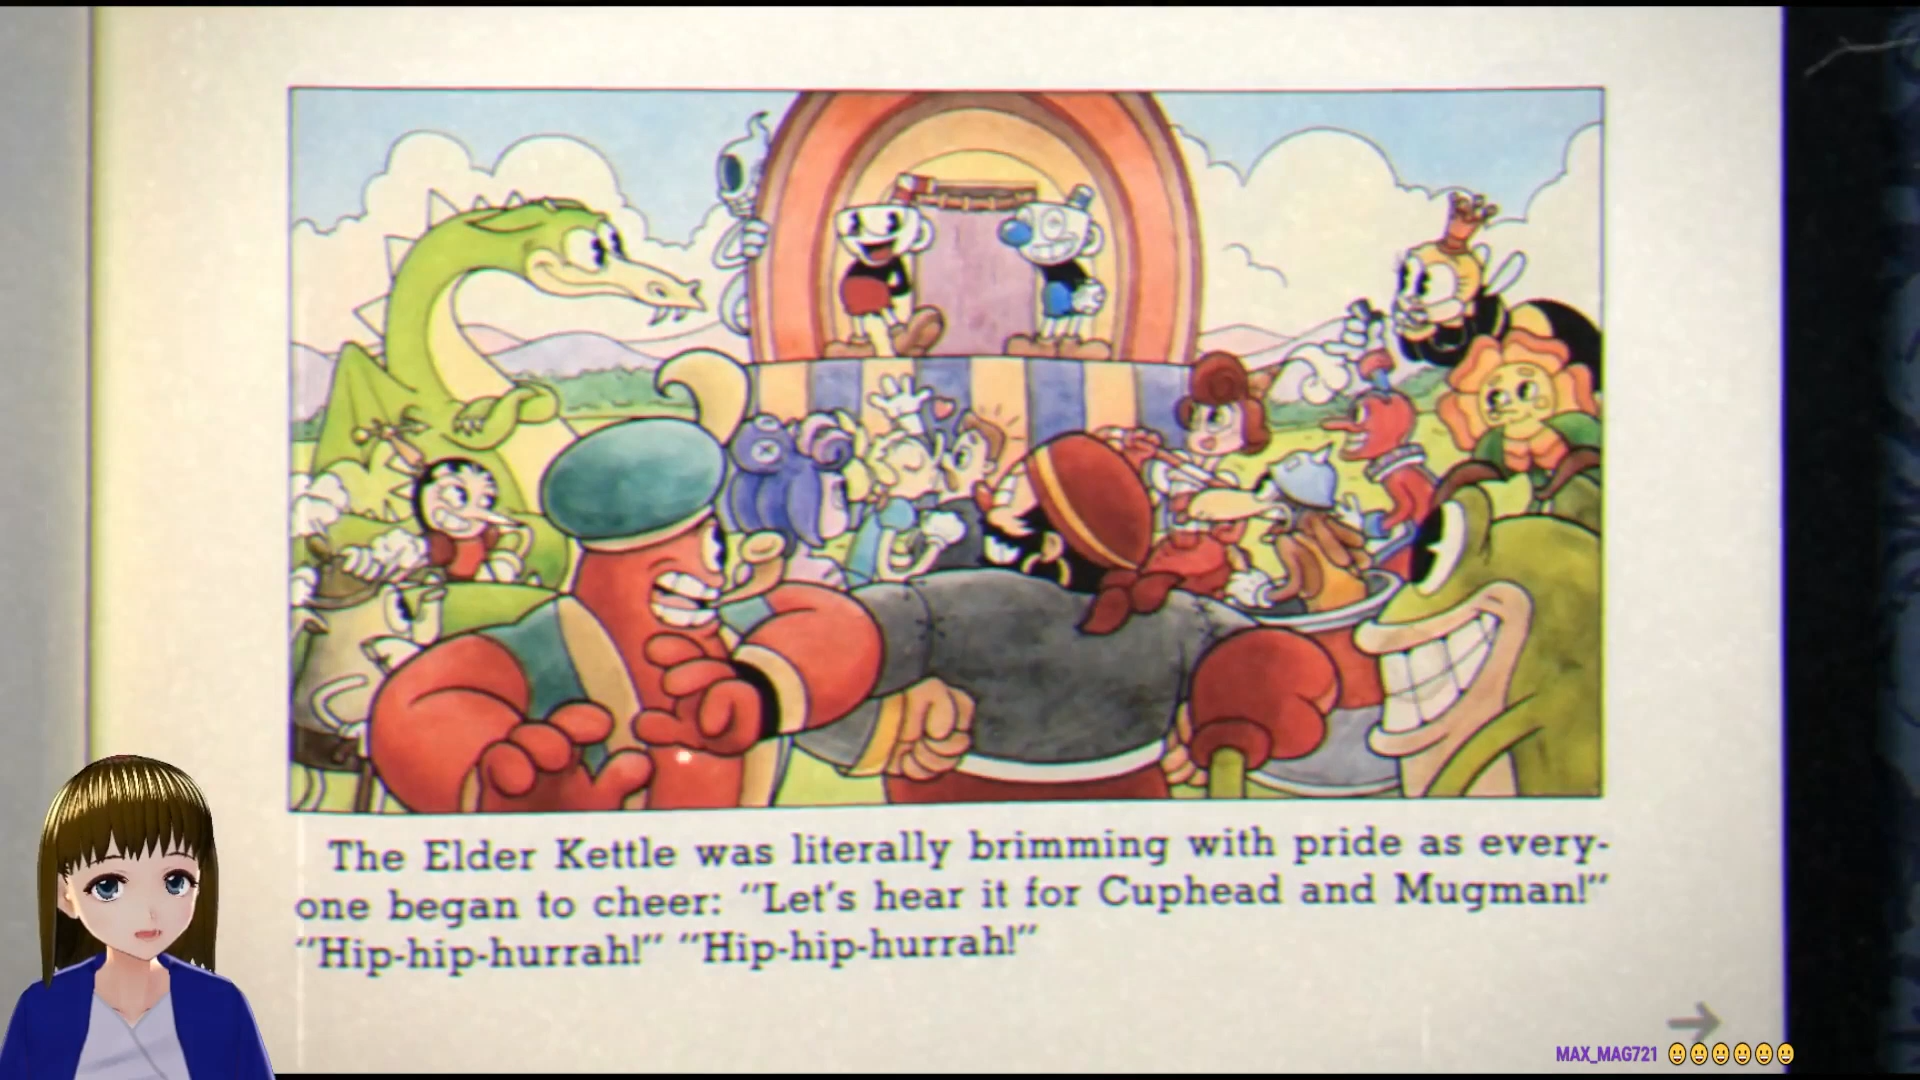 The Elder Kettle was literally brimming with pride as every-
one began to cheer: “Let’s hear it for Cuphead and Mugman!”
“Hip-hip-hurrah!” “Hip-hip-hurrah!”
MAX_MAG721 😀😀😀😀😀😀